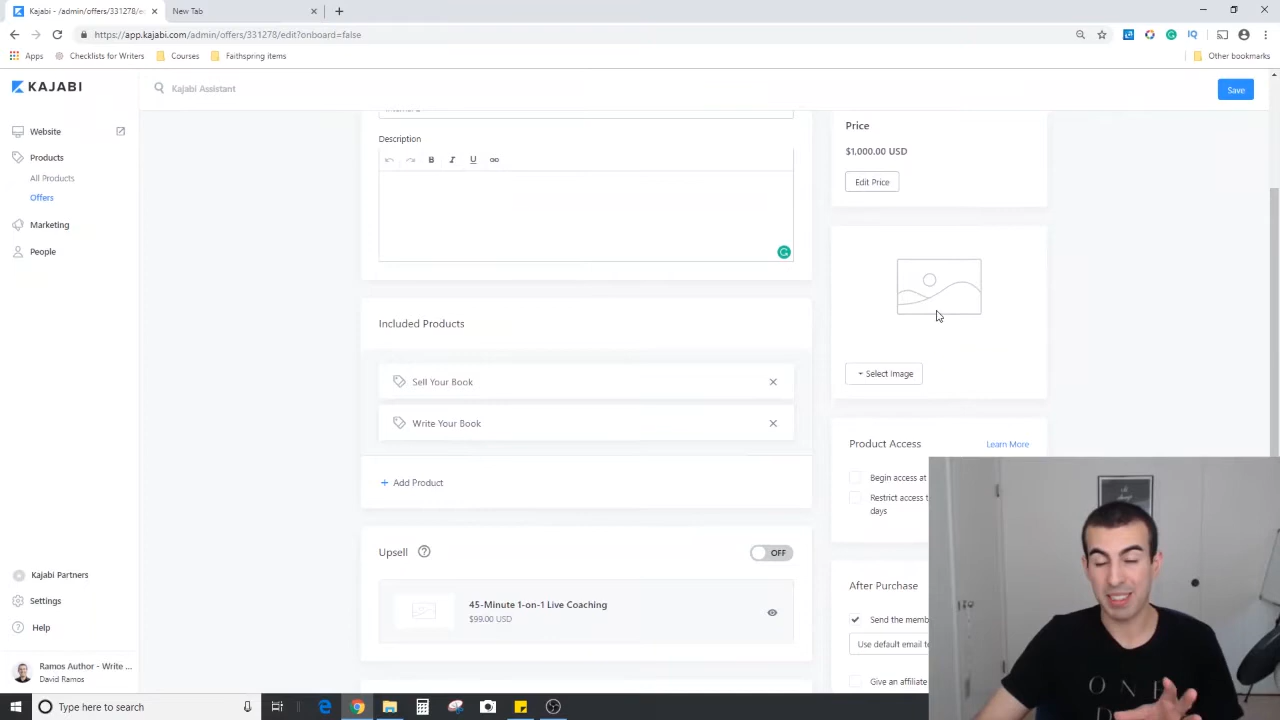 Kajabi - /admin/offers/331278/e
New Tab
https://app.kajabi.com/admin/offers/331278/edit?onboard=false
Apps
Checklists for Writers
Courses
Faithspring items
Other bookmarks
KAJABI
Kajabi Assistant
Save
Website
Products
All Products
Offers
Marketing
People
Kajabi Partners
Settings
Help
Ramos Author - Write ...
David Ramos
Description
B I U
Included Products
Sell Your Book
Write Your Book
+ Add Product
Upsell ?
OFF
45-Minute 1-on-1 Live Coaching
$99.00 USD
Price
$1,000.00 USD
Edit Price
+ Select Image
Product Access
Learn More
Begin access at
Restrict access t
days
After Purchase
Send the memb
Use default email te
Give an affiliate
Type here to search
O N
D